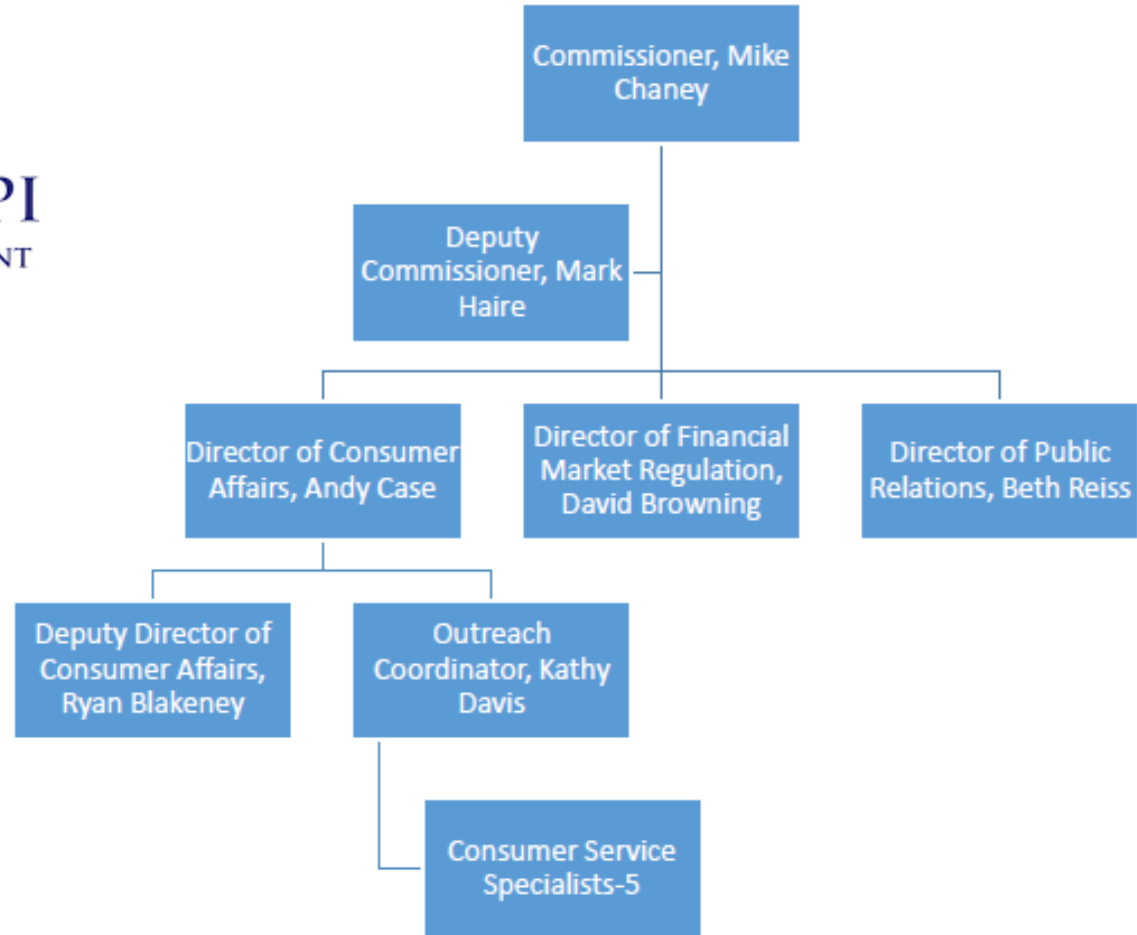 Commissioner, Mike
Chaney
PI
NT
Deputy
Commissioner, Mark
Haire
Director of Consumer
Affairs, Andy Case
Director of Financial
Market Regulation,
David Browning
Director of Public
Relations, Beth Reiss
Deputy Director of
Consumer Affairs,
Ryan Blakeney
Outreach
Coordinator, Kathy
Davis
Consumer Service
Specialists-5